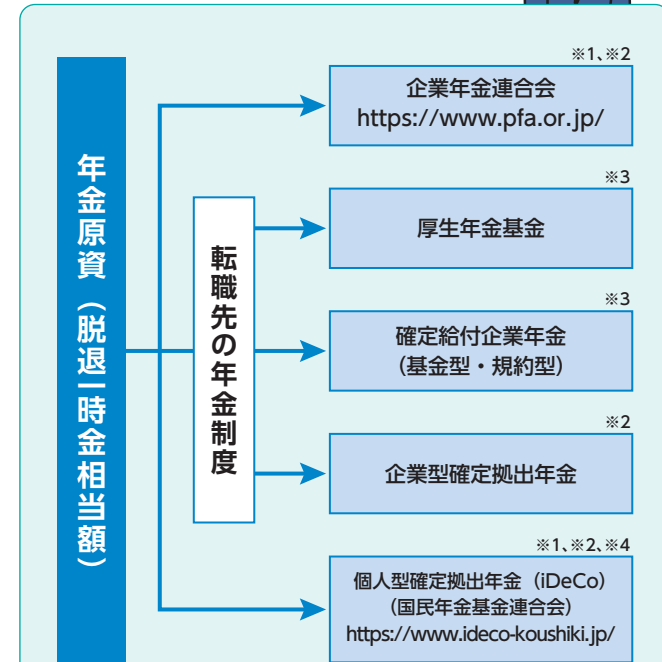 年金原資（脱退一時金相当額）
転職先の年金制度
※1、※2
企業年金連合会
https://www.pfa.or.jp/
※3
厚生年金基金
※3
確定給付企業年金
（基金型・規約型）
※2
企業型確定拠出年金
※1、※2、※4
個人型確定拠出年金（iDeCo）
（国民年金基金連合会）
https://www.ideco-koushiki.jp/